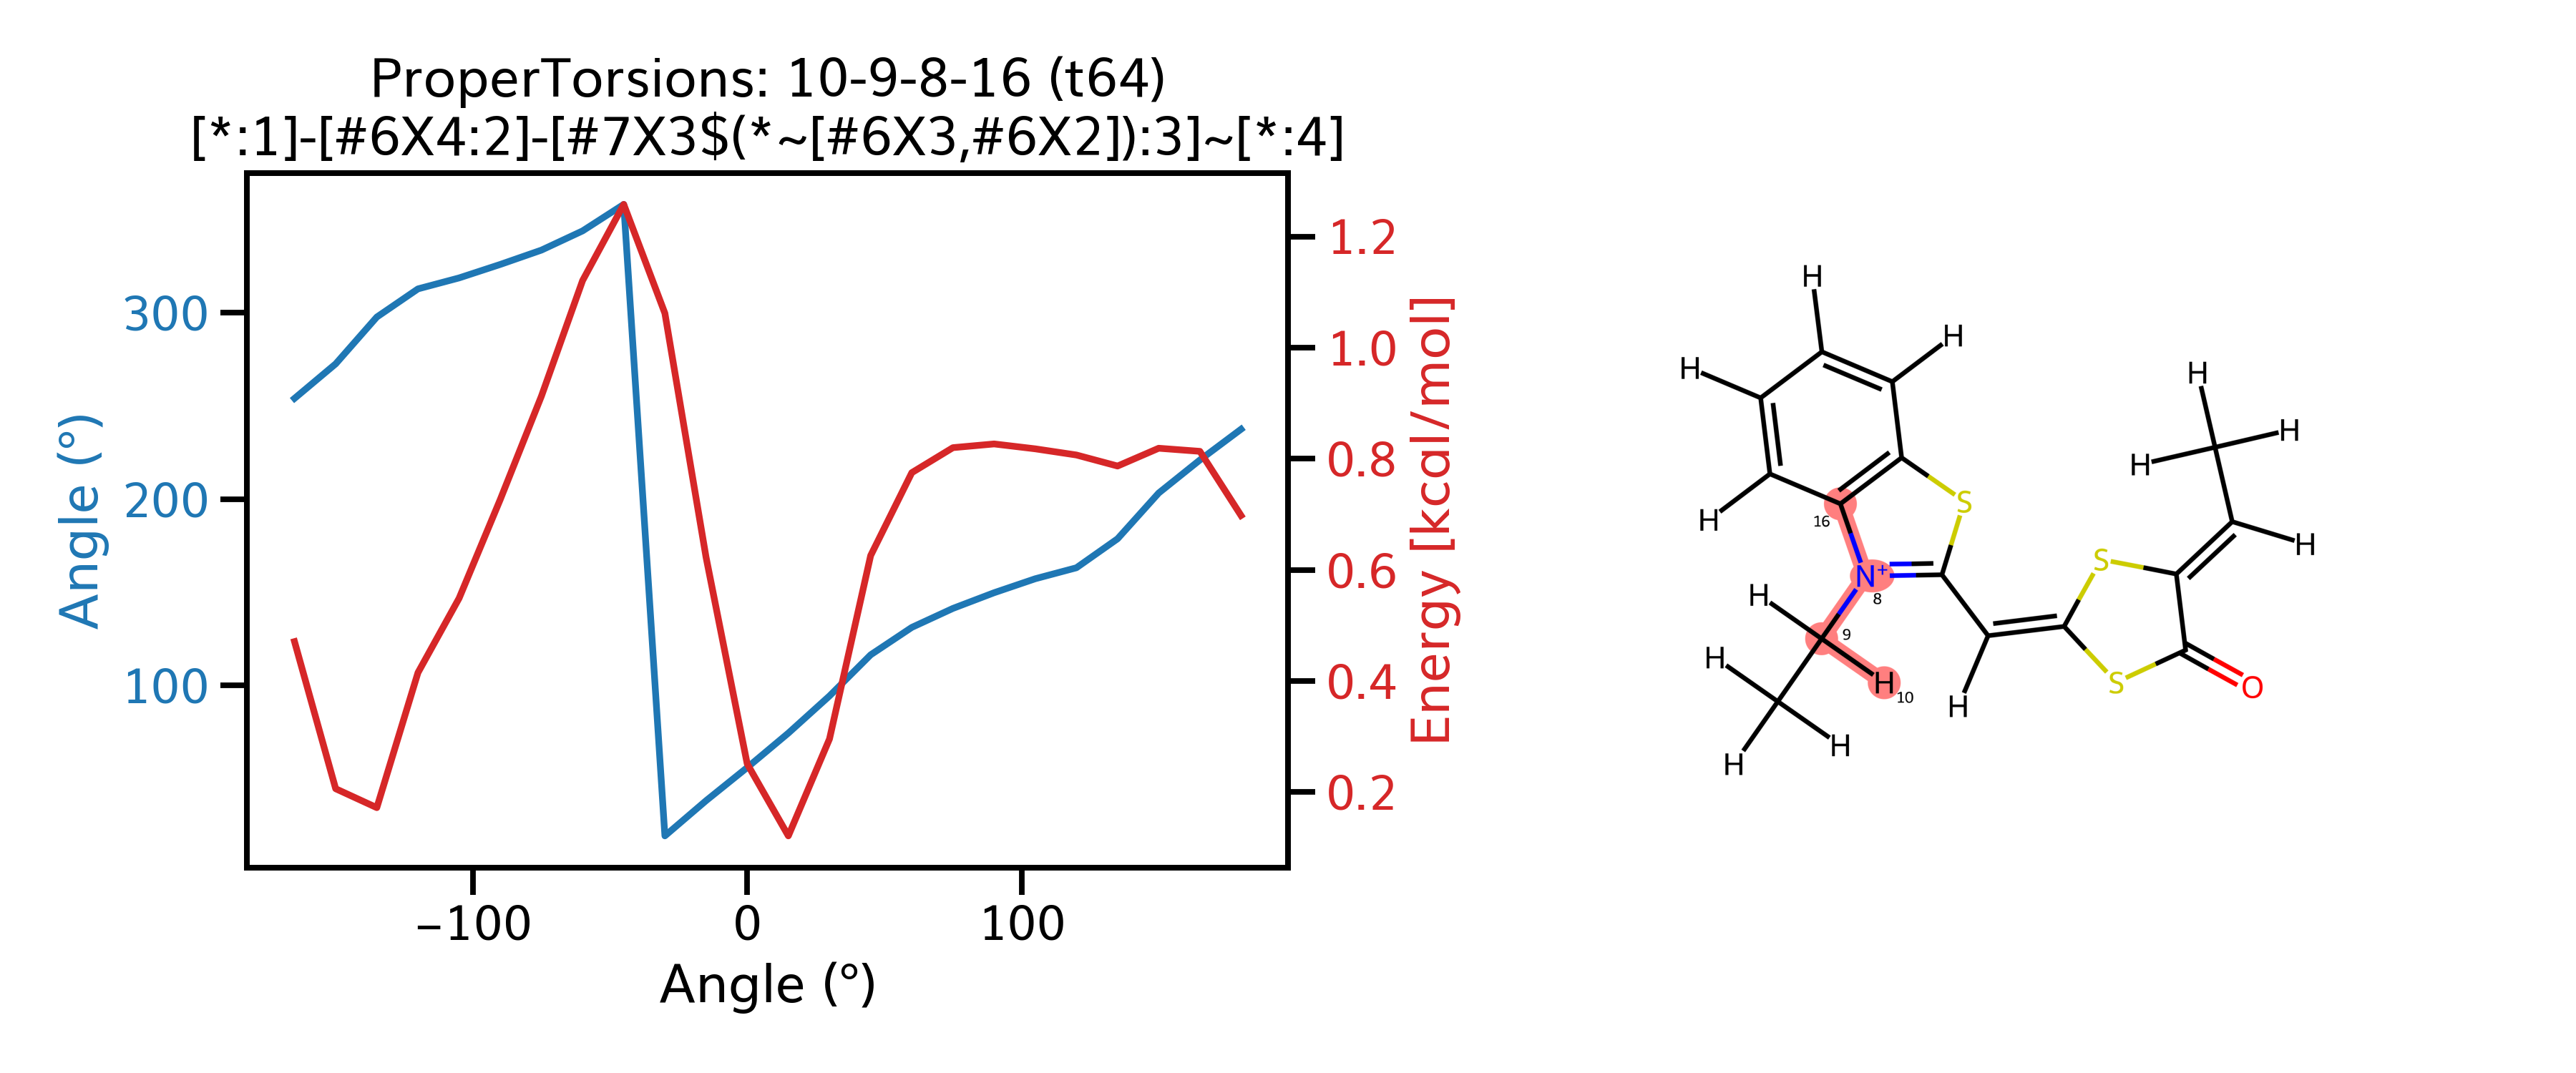 ProperTorsions: 10-9-8-16 (t64)
[*:1]-[#6X4:2]-[#7X3$(*~[#6X3,#6X2]):3]~[*:4]
300
200
100
Angle (°)
1.2
1.0
0.8
0.6
0.4
0.2
Energy [kcal/mol]
−100
0
100
Angle (°)
H
H
H
H
H
H
H
S
16
H
S
N+
8
H
H
9
H
S
O
H 10
H
H
H